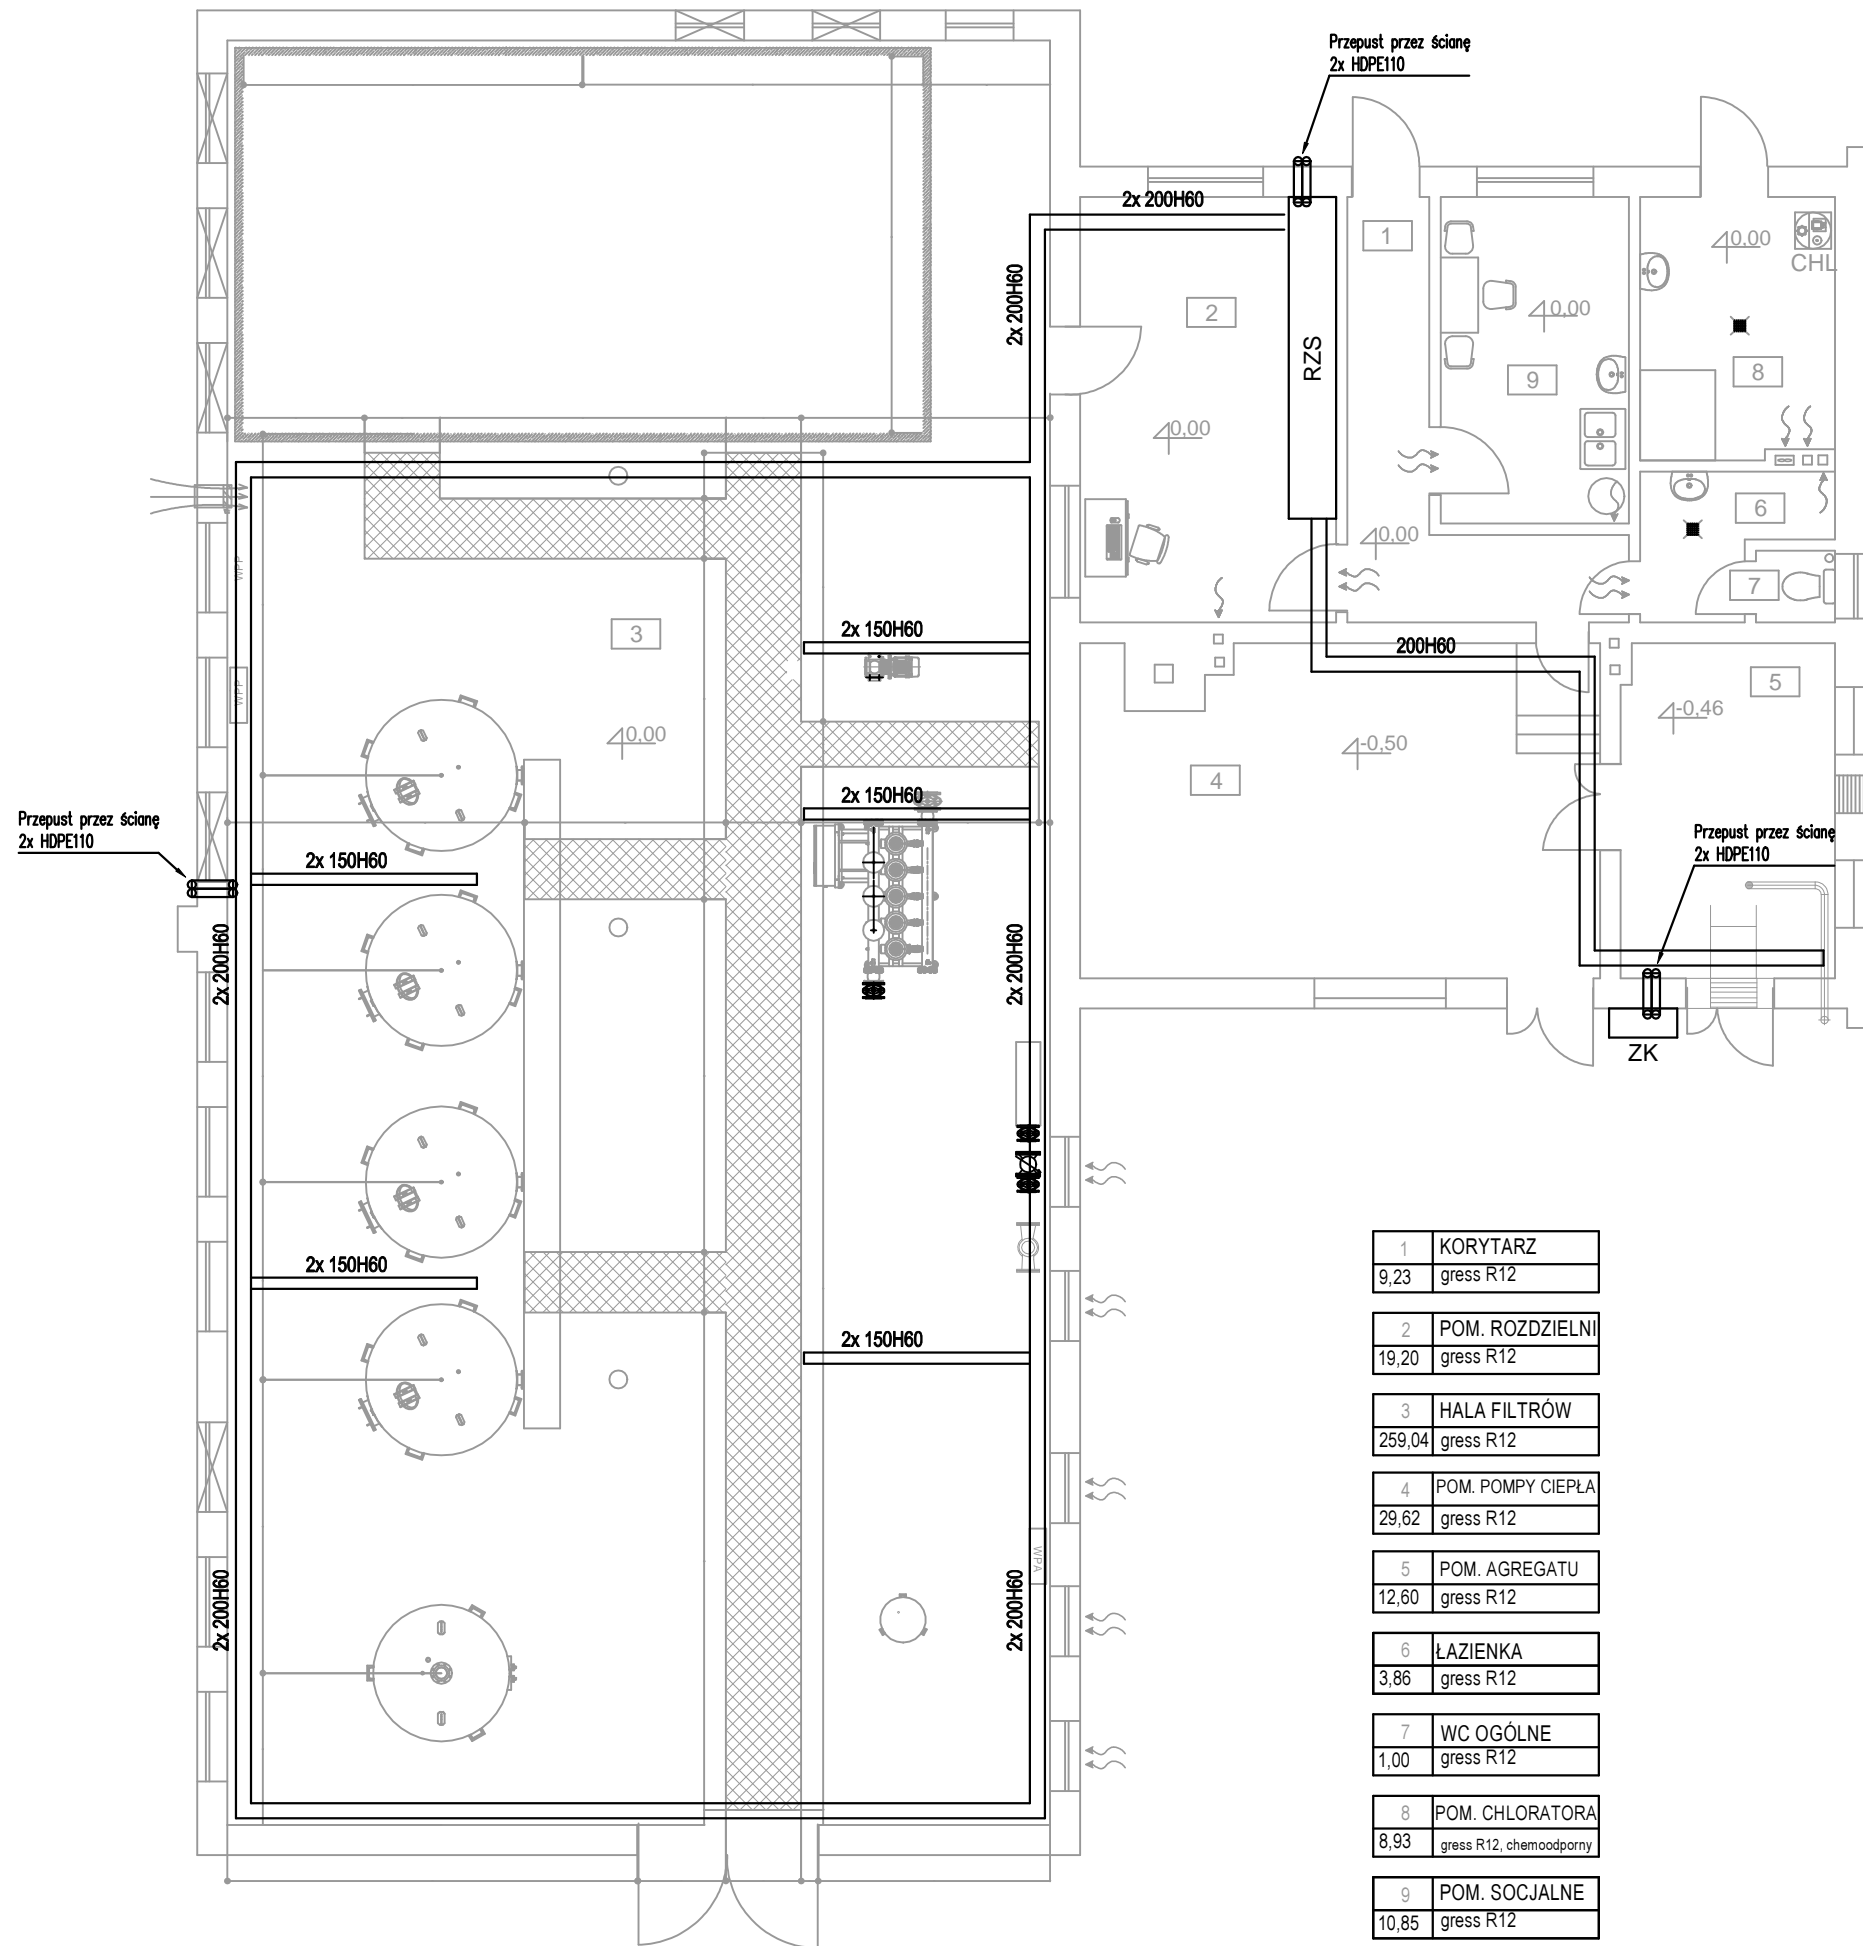 Przepust przez ścianę
2x HDPE110
2x 200H60
1
0,00
CHL
2x 200H60
2
0,00
RZS
9
8
0,00
6
0,00
WPP
7
3
2x 150H60
200H60
5
WPP
-0,46
0,00
-0,50
4
2x 150H60
Przepust przez ścianę
2x HDPE110
Przepust przez ścianę
2x HDPE110
2x 150H60
2x 200H60
2x 200H60
ZK
2x 150H60
2x 150H60
WPA
2x 200H60
2x 200H60
1 KORYTARZ
9,23 gress R12
2 POM. ROZDZIELNI
19,20 gress R12
3 HALA FILTRÓW
259,04 gress R12
4 POM. POMPY CIEPŁA
29,62 gress R12
5 POM. AGREGATU
12,60 gress R12
6 ŁAZIENKA
3,86 gress R12
7 WC OGÓLNE
1,00 gress R12
8 POM. CHLORATORA
8,93 gress R12, chemoodporny
9 POM. SOCJALNE
10,85 gress R12